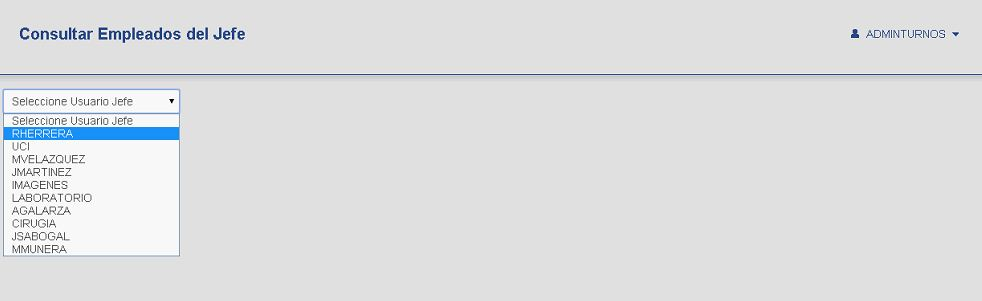 Consultar Empleados del Jefe
ADMINTURNOS
Seleccione Usuario Jefe
Seleccione Usuario Jefe
RHERRERA
UCI
MVELAZQUEZ
JMARTINEZ
IMAGENES
LABORATORIO
AGALARZA
CIRUGIA
JSABOGAL
MMUNERA